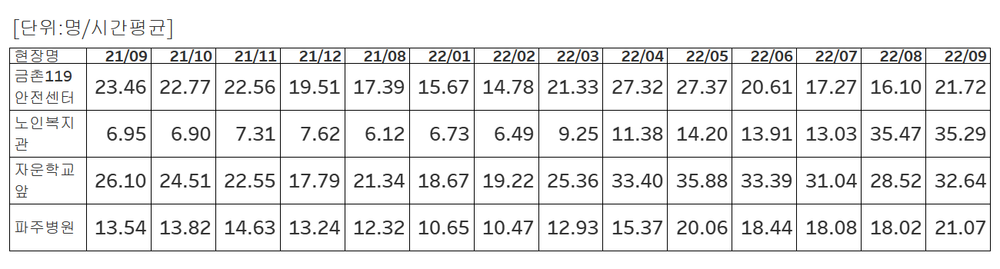 [단위:명/시간평균]
현장명 21/09 21/10 21/11 21/12 21/08 22/01 22/02 22/03 22/04 22/05 22/06 22/07 22/08 22/09
금촌119
안전센터 23.46 22.77 22.56 19.51 17.39 15.67 14.78 21.33 27.32 27.37 20.61 17.27 16.10 21.72
노인복지
관 6.95 6.90 7.31 7.62 6.12 6.73 6.49 9.25 11.38 14.20 13.91 13.03 35.47 35.29
자운학교
앞 26.10 24.51 22.55 17.79 21.34 18.67 19.22 25.36 33.40 35.88 33.39 31.04 28.52 32.64
파주병원 13.54 13.82 14.63 13.24 12.32 10.65 10.47 12.93 15.37 20.06 18.44 18.08 18.02 21.07